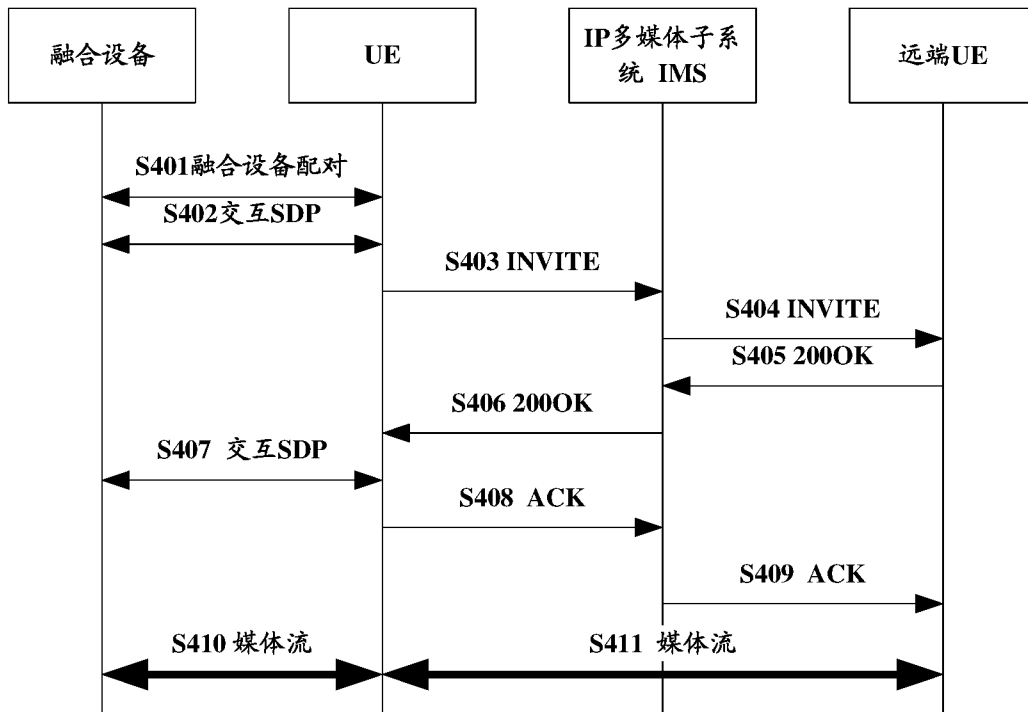 融合设备
UE
IP多媒体子系
统 IMS
远端UE
S401融合设备配对
S402交互SDP
S403 INVITE
S404 INVITE
S405 200OK
S406 200OK
S407 交互SDP
S408 ACK
S409 ACK
S410 媒体流
S411 媒体流